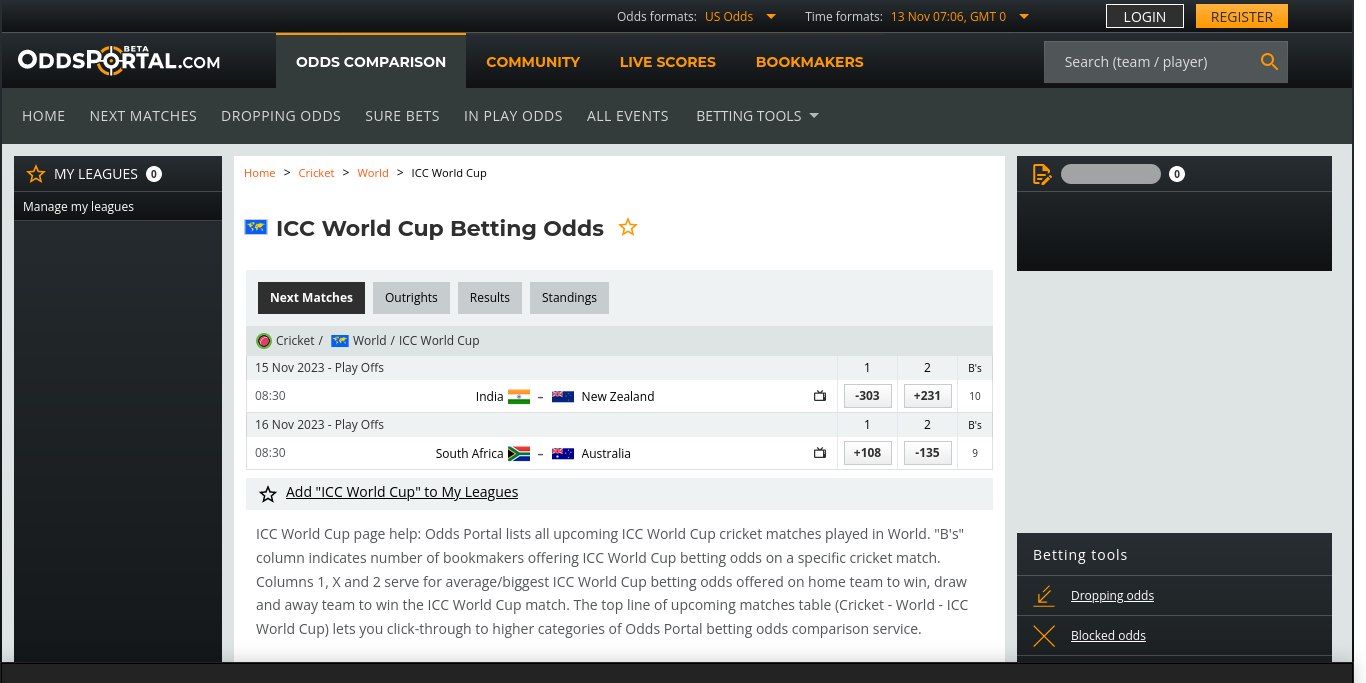 Odds formats: US Odds Time formats: 13 Nov 07:06, GMT 0 LOGIN REGISTER
ODDSPORTAL.COM BETA ODDS COMPARISON COMMUNITY LIVE SCORES BOOKMAKERS Search (team / player)
HOME NEXT MATCHES DROPPING ODDS SURE BETS IN PLAY ODDS ALL EVENTS BETTING TOOLS
MY LEAGUES 0
Manage my leagues
Home > Cricket > World > ICC World Cup
0
ICC World Cup Betting Odds
Next Matches Outrights Results Standings
Cricket / World / ICC World Cup
15 Nov 2023 - Play Offs 1 2 B's
08:30 India – New Zealand -303 +231 10
16 Nov 2023 - Play Offs 1 2 B's
08:30 South Africa – Australia +108 -135 9
Add "ICC World Cup" to My Leagues
ICC World Cup page help: Odds Portal lists all upcoming ICC World Cup cricket matches played in World. "B's"
column indicates number of bookmakers offering ICC World Cup betting odds on a specific cricket match.
Columns 1, X and 2 serve for average/biggest ICC World Cup betting odds offered on home team to win, draw
and away team to win the ICC World Cup match. The top line of upcoming matches table (Cricket - World - ICC
World Cup) lets you click-through to higher categories of Odds Portal betting odds comparison service.
Betting tools
Dropping odds
Blocked odds